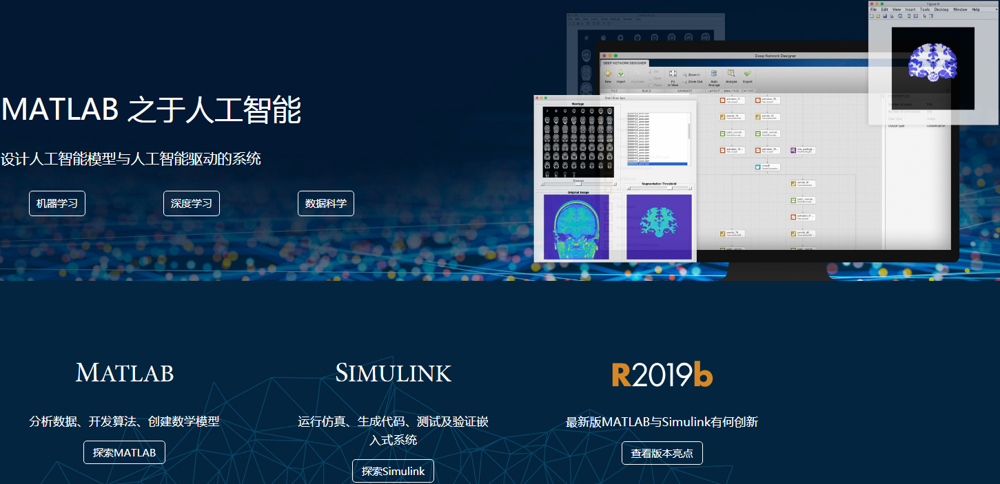 Figure 6
File Edit View Insert Tools Desktop Window Help
Deep Network Designer
DEEP NETWORK DESIGNER
Zoom In
Zoom Out
New Import
Fit
to View
Auto
Arrange
Analyze Export
FILE BUILD NAVIGATE LAYOUT ANALYSIS EXPORT
Brain Scan App
Montage
Contrast
Segmentation Threshold
Original Image
Output type Classification
MATLAB 之于人工智能
设计人工智能模型与人工智能驱动的系统
机器学习 深度学习 数据科学
MATLAB SIMULINK R2019b
分析数据、开发算法、创建数学模型
运行仿真、生成代码、测试及验证嵌
入式系统
最新版MATLAB与Simulink有何创新
探索MATLAB
探索Simulink
查看版本亮点